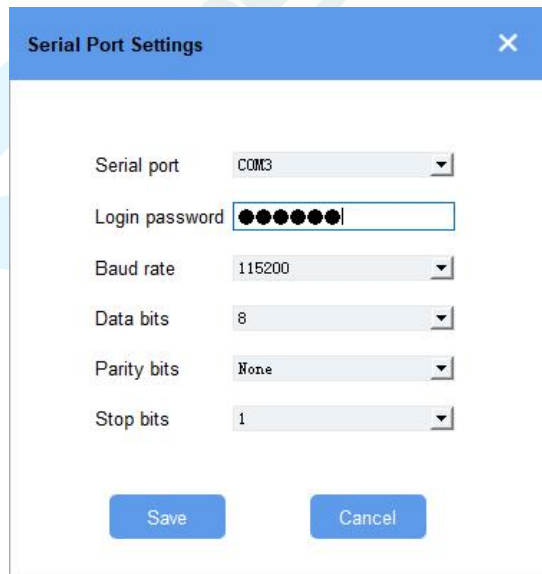 Serial Port Settings
Serial port COM3
Login password ●●●●●●
Baud rate 115200
Data bits 8
Parity bits None
Stop bits 1
Save Cancel